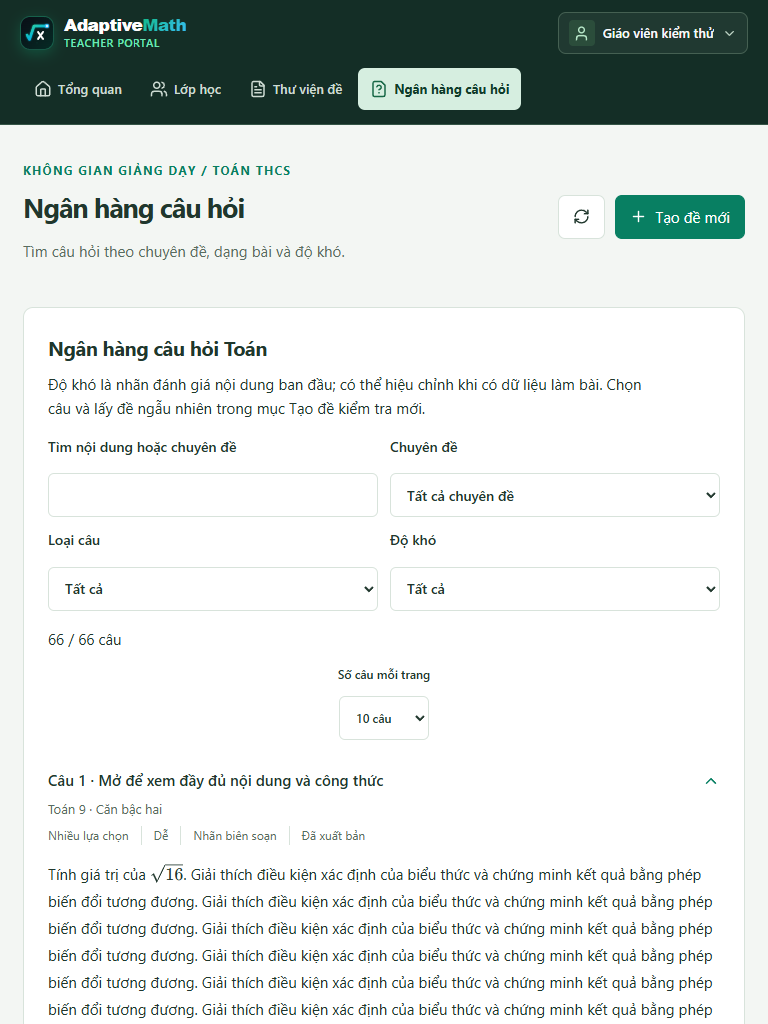 AdaptiveMath
TEACHER PORTAL
Giáo viên kiểm thử
Tổng quan
Lớp học
Thư viện đề
Ngân hàng câu hỏi
KHÔNG GIAN GIẢNG DẠY / TOÁN THCS
Ngân hàng câu hỏi
Tạo đề mới
Tìm câu hỏi theo chuyên đề, dạng bài và độ khó.
Ngân hàng câu hỏi Toán
Độ khó là nhãn đánh giá nội dung ban đầu; có thể hiệu chỉnh khi có dữ liệu làm bài. Chọn
câu và lấy đề ngẫu nhiên trong mục Tạo đề kiểm tra mới.
Tìm nội dung hoặc chuyên đề
Chuyên đề
Tất cả chuyên đề
Loại câu
Độ khó
Tất cả
Tất cả
66 / 66 câu
Số câu mỗi trang
10 câu
Câu 1 · Mở để xem đầy đủ nội dung và công thức
Toán 9 · Căn bậc hai
Nhiều lựa chọn
Dễ
Nhãn biên soạn
Đã xuất bản
Tính giá trị của √16. Giải thích điều kiện xác định của biểu thức và chứng minh kết quả bằng phép
biến đổi tương đương. Giải thích điều kiện xác định của biểu thức và chứng minh kết quả bằng phép
biến đổi tương đương. Giải thích điều kiện xác định của biểu thức và chứng minh kết quả bằng phép
biến đổi tương đương. Giải thích điều kiện xác định của biểu thức và chứng minh kết quả bằng phép
biến đổi tương đương. Giải thích điều kiện xác định của biểu thức và chứng minh kết quả bằng phép
biến đổi tương đương. Giải thích điều kiện xác định của biểu thức và chứng minh kết quả bằng phép